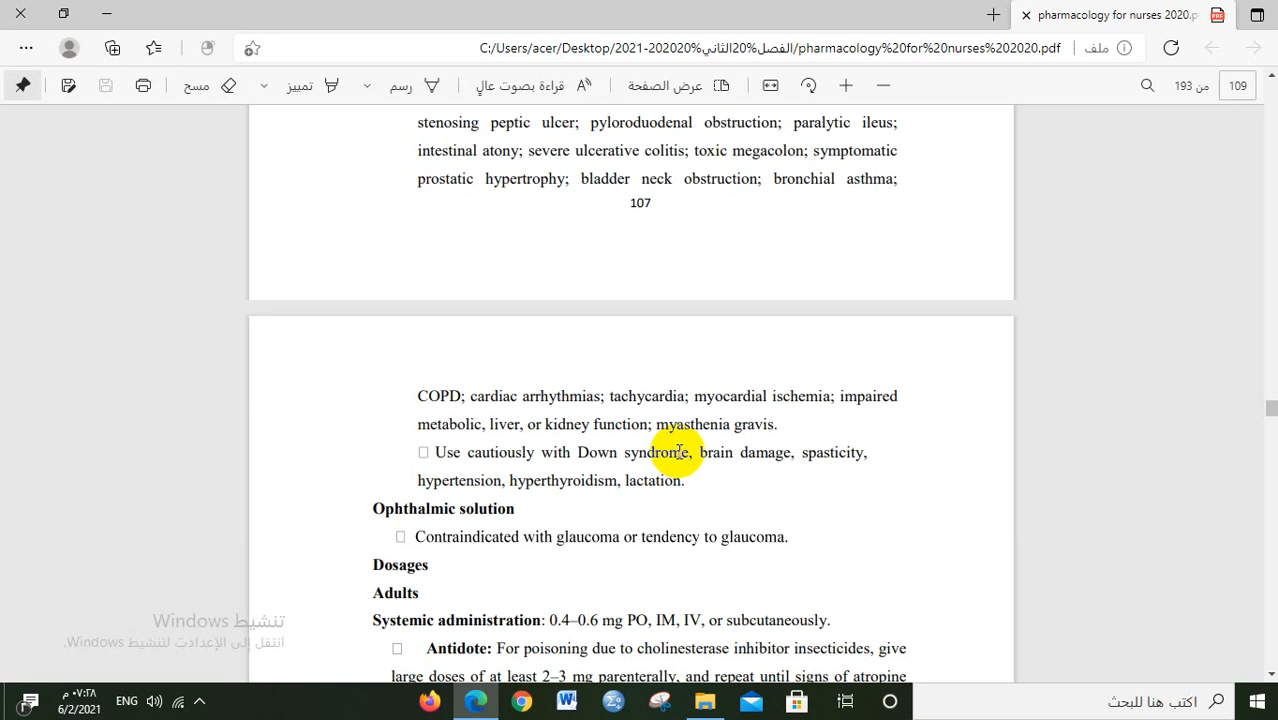 pharmacology for nurses 2020.p
ملف
C:/Users/acer/Desktop/2021-202020%الفصل%20الثاني/pharmacology%20for%20nurses%202020.pdf
109
من 193
عرض الصفحة
قراءة بصوت عالٍ
رسم
تمييز
مسح
stenosing peptic ulcer; pyloroduodenal obstruction; paralytic ileus;
intestinal atony; severe ulcerative colitis; toxic megacolon; symptomatic
prostatic hypertrophy; bladder neck obstruction; bronchial asthma;
107
COPD; cardiac arrhythmias; tachycardia; myocardial ischemia; impaired
metabolic, liver, or kidney function; myasthenia gravis.
Use cautiously with Down syndrome, brain damage, spasticity,
hypertension, hyperthyroidism, lactation.
Ophthalmic solution
Contraindicated with glaucoma or tendency to glaucoma.
Dosages
Adults
Systemic administration: 0.4–0.6 mg PO, IM, IV, or subcutaneously.
Antidote: For poisoning due to cholinesterase inhibitor insecticides, give
large doses of at least 2–3 mg parenterally, and repeat until signs of atropine
تنشيط Windows
انتقل إلى الإعدادت لتنشيط Windows.
اكتب هنا للبحث
ENG
٠٧:٣٨ م
6/2/2021